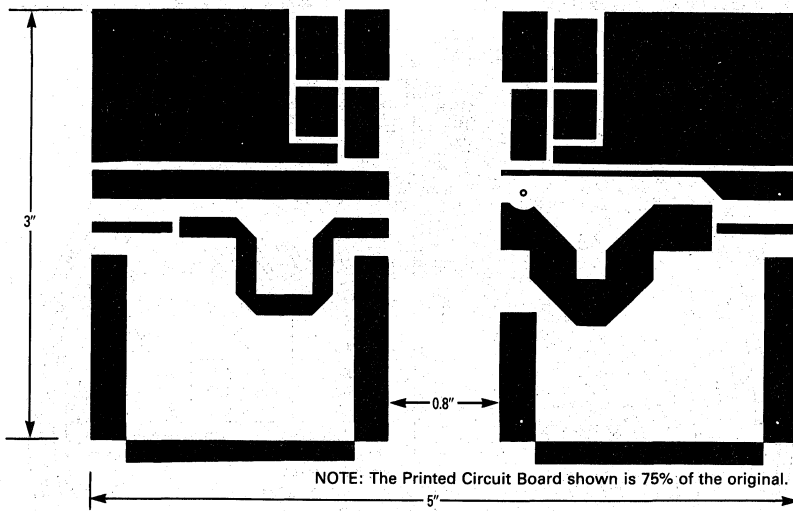 3"
0.8"
NOTE: The Printed Circuit Board shown is 75% of the original.
5"